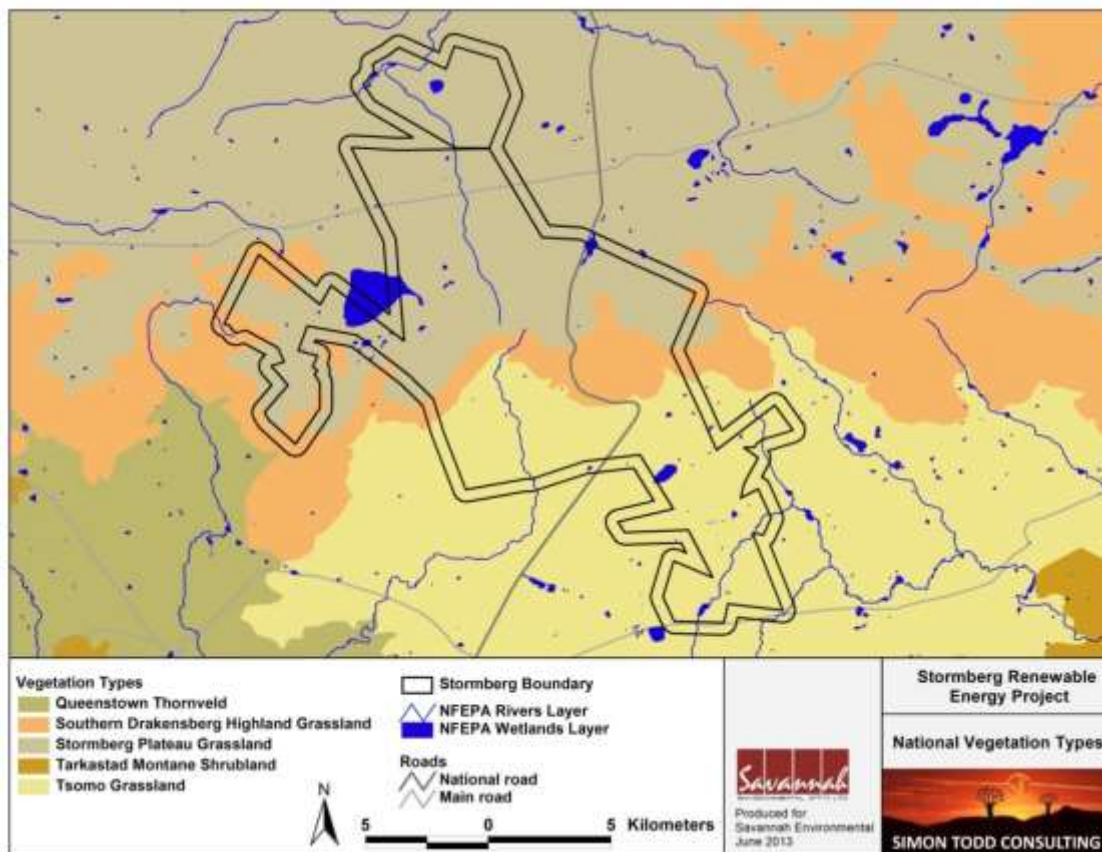 Vegetation Types
Queenstown Thornveld
Southern Drakensberg Highland Grassland
Stormberg Plateau Grassland
Tarkastad Montane Shrubland
Tsomo Grassland
Stormberg Boundary
NFEPA Rivers Layer
NFEPA Wetlands Layer
Roads
National road
Main road
N
5 0 5 Kilometers
Savannah
Produced for
Savannah Environmental
June 2013
Stormberg Renewable
Energy Project
National Vegetation Types
SIMON TODD CONSULTING